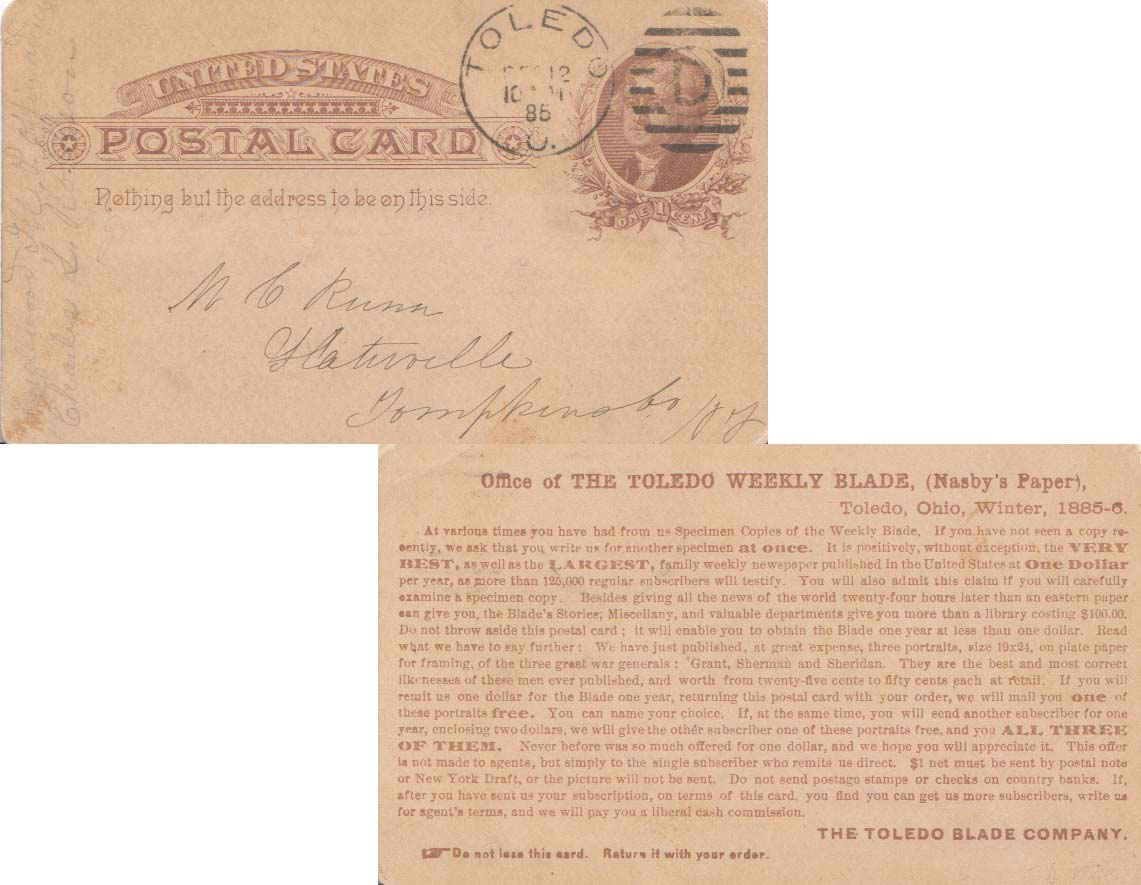 UNITED STATES
POSTAL CARD
Nothing but the address to be on this side.
TOLEDO
12
10 M
86
O.
D
ONE 1 CENT
M C Runn
Slaterville
Tompkins Co NY
Charles L
Office of THE TOLEDO WEEKLY BLADE, (Nasby's Paper),
Toledo, Ohio, Winter, 1885-6.
At various times you have had from us Specimen Copies of the Weekly Blade. If you have not seen a copy re-
cently, we ask that you write us for another specimen at once. It is positively, without exception, the VERY
BEST, as well as the LARGEST, family weekly newspaper published in the United States at One Dollar
per year, as more than 125,000 regular subscribers will testify. You will also admit this claim if you will carefully
examine a specimen copy. Besides giving all the news of the world twenty-four hours later than an eastern paper
can give you, the Blade's Stories, Miscellany, and valuable departments give you more than a library costing $100.00.
Do not throw aside this postal card; it will enable you to obtain the Blade one year at less than one dollar. Read
what we have to say further: We have just published, at great expense, three portraits, size 19x24, on plate paper
for framing, of the three great war generals: Grant, Sherman and Sheridan. They are the best and most correct
likenesses of these men ever published, and worth from twenty-five cents to fifty cents each at retail. If you will
remit us one dollar for the Blade one year, returning this postal card with your order, we will mail you one of
these portraits free. You can name your choice. If, at the same time, you will send another subscriber for one
year, enclosing two dollars, we will give the other subscriber one of these portraits free, and you ALL THREE
OF THEM. Never before was so much offered for one dollar, and we hope you will appreciate it. This offer
is not made to agents, but simply to the single subscriber who remits us direct. $1 net must be sent by postal note
or New York Draft, or the picture will not be sent. Do not send postage stamps or checks on country banks. If,
after you have sent us your subscription, on terms of this card, you find you can get us more subscribers, write us
for agent's terms, and we will pay you a liberal cash commission.
THE TOLEDO BLADE COMPANY.
☞ Do not lose this card. Return it with your order.